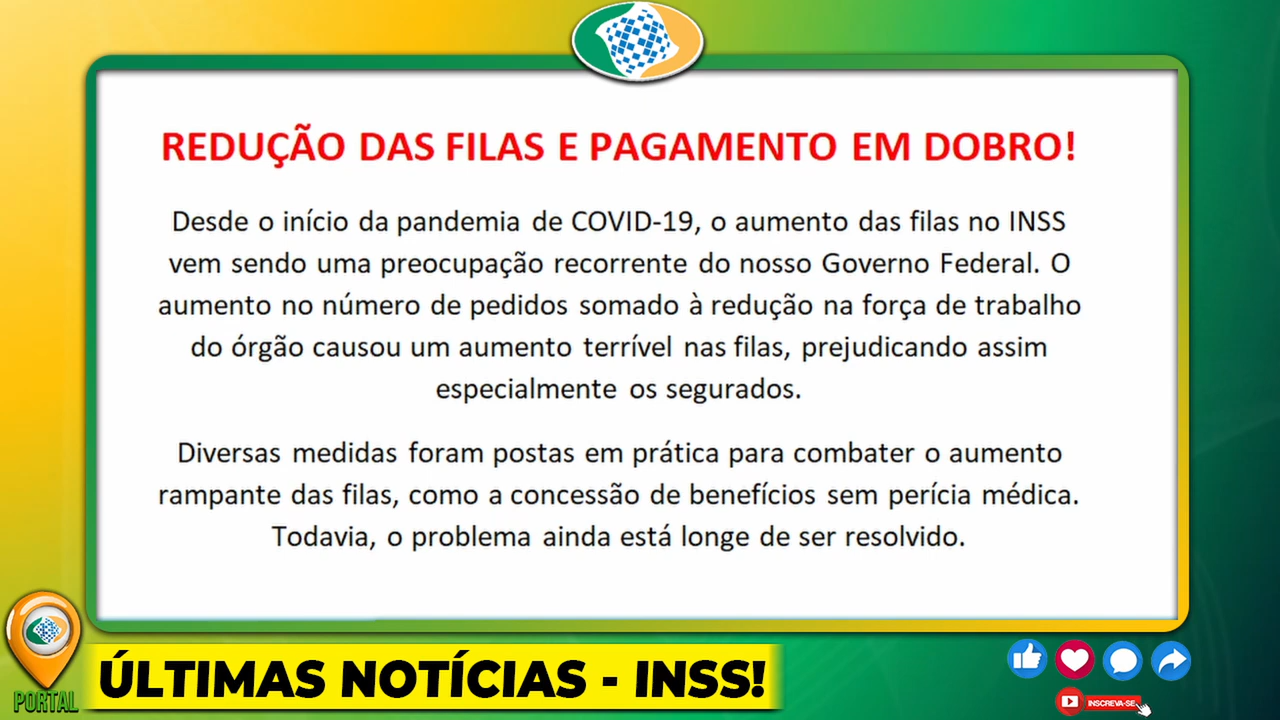 REDUÇÃO DAS FILAS E PAGAMENTO EM DOBRO!
Desde o início da pandemia de COVID-19, o aumento das filas no INSS
vem sendo uma preocupação recorrente do nosso Governo Federal. O
aumento no número de pedidos somado à redução na força de trabalho
do órgão causou um aumento terrível nas filas, prejudicando assim
especialmente os segurados.
Diversas medidas foram postas em prática para combater o aumento
rampante das filas, como a concessão de benefícios sem perícia médica.
Todavia, o problema ainda está longe de ser resolvido.
PORTAL
ÚLTIMAS NOTÍCIAS - INSS!
INSCREVA-SE